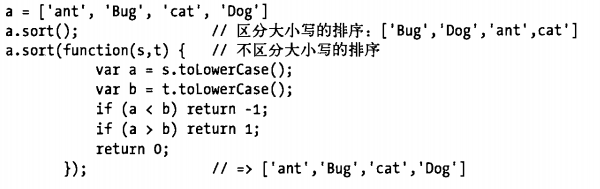 a = ['ant', 'Bug', 'cat', 'Dog']
a.sort();                // 区分大小写的排序：['Bug','Dog','ant',cat']
a.sort(function(s,t) {   // 不区分大小写的排序
          var a = s.toLowerCase();
          var b = t.toLowerCase();
          if (a < b) return -1;
          if (a > b) return 1;
          return 0;
      });                // => ['ant','Bug','cat','Dog']